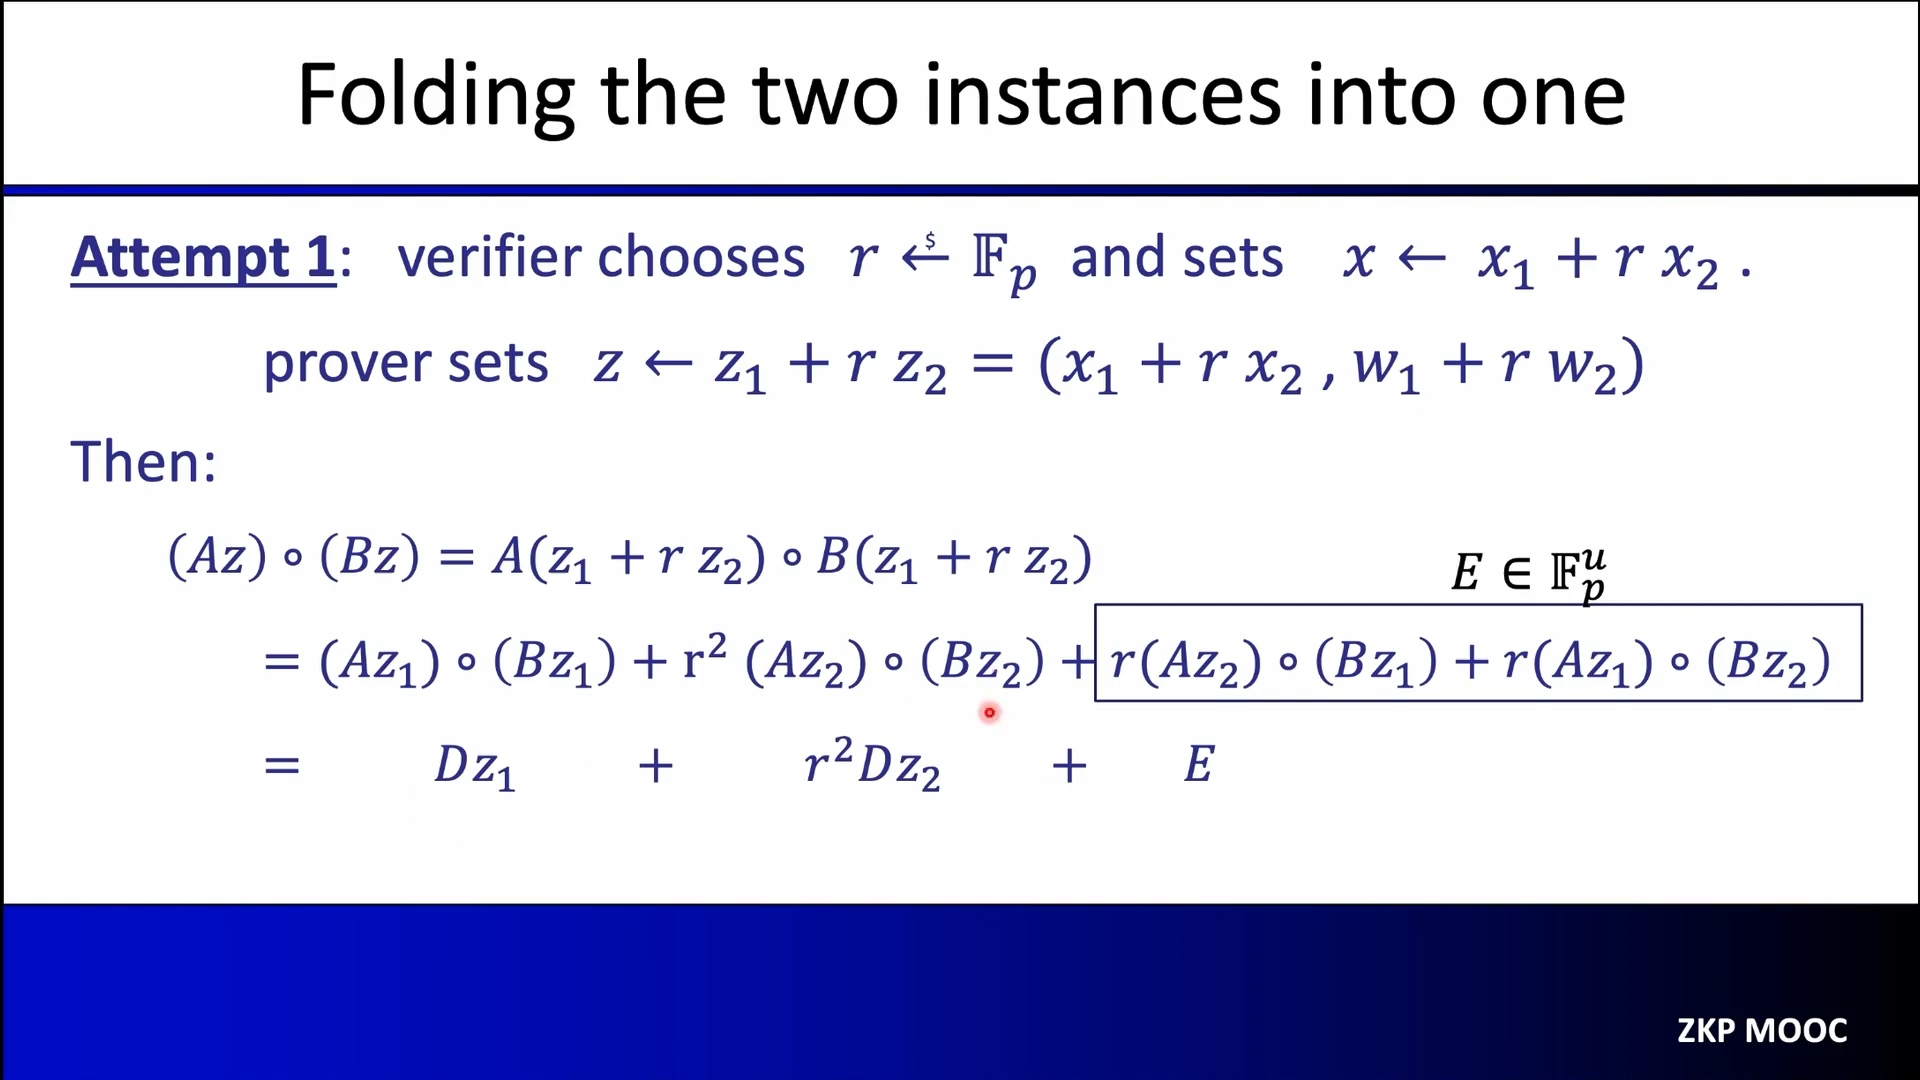 Folding the two instances into one
Attempt 1: verifier chooses r ←$ 𝔽ₚ and sets x ← x₁ + r x₂ .
prover sets z ← z₁ + r z₂ = (x₁ + r x₂ , w₁ + r w₂)
Then:
(Az) ∘ (Bz) = A(z₁ + r z₂) ∘ B(z₁ + r z₂)
E ∈ 𝔽ₚᵘ
= (Az₁) ∘ (Bz₁) + r² (Az₂) ∘ (Bz₂) + r(Az₂) ∘ (Bz₁) + r(Az₁) ∘ (Bz₂)
= Dz₁ + r²Dz₂ + E
ZKP MOOC